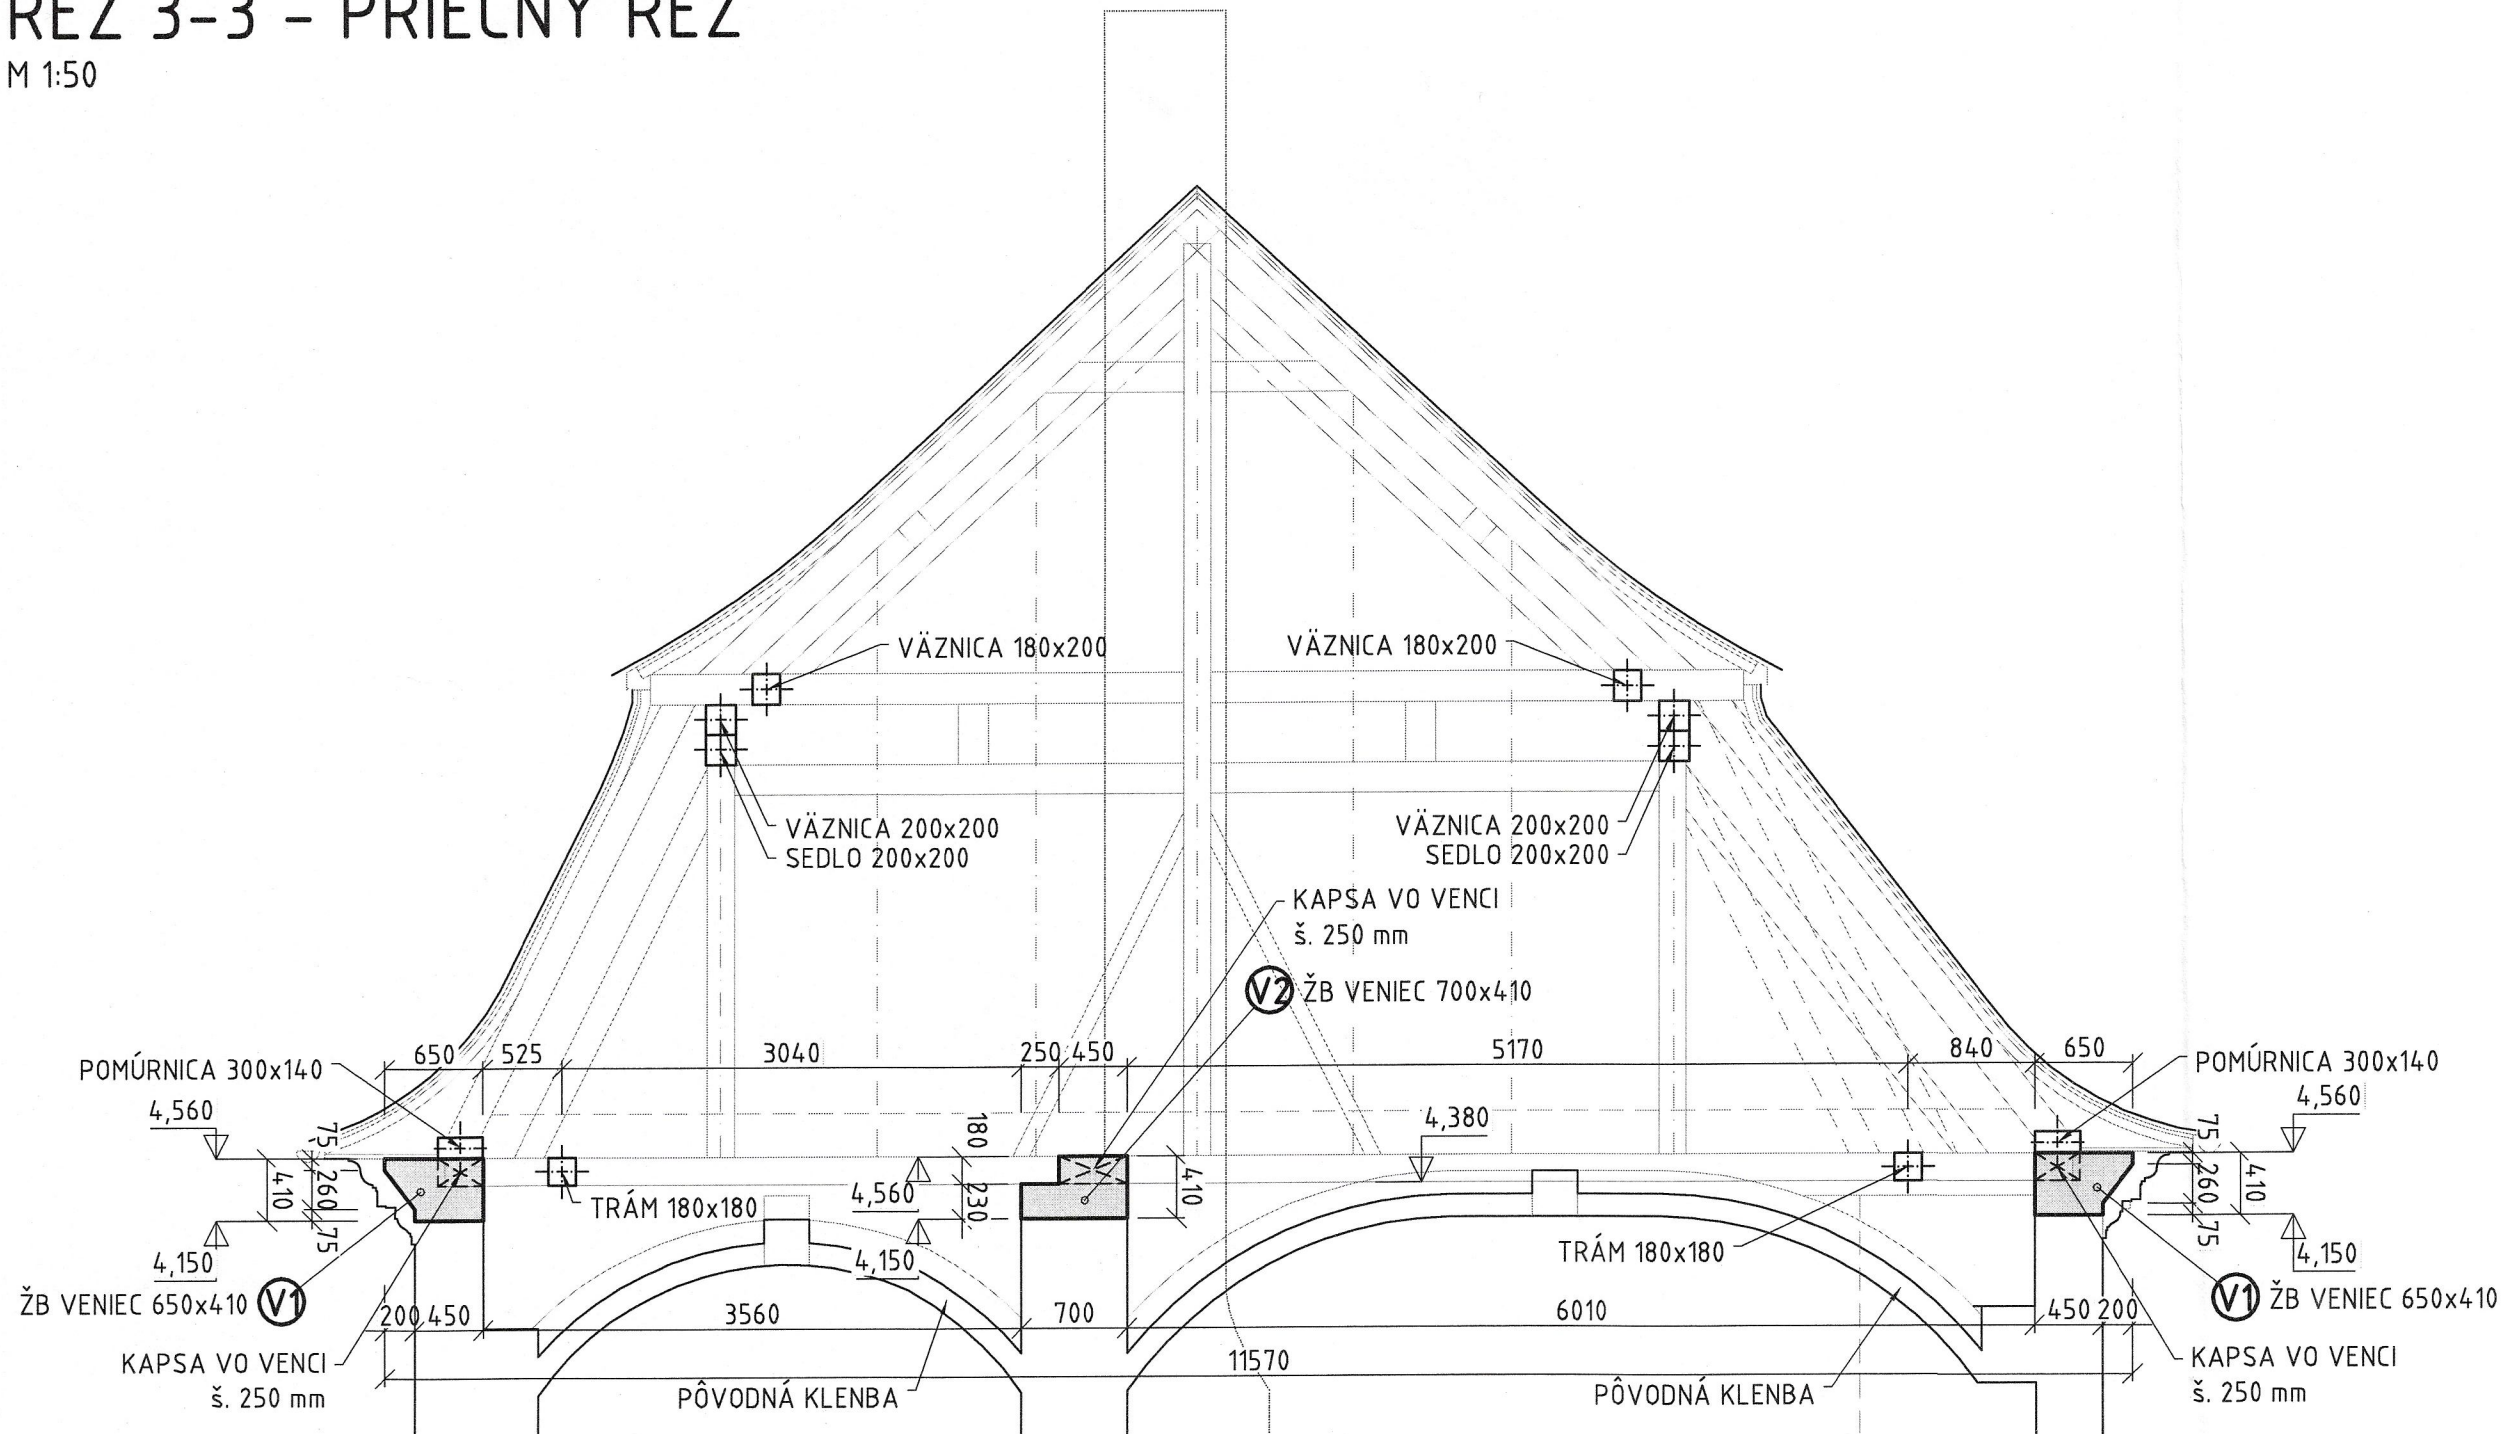 REZ 3-3 - PRIEČNY REZ
M 1:50
VÄZNICA 180x200
VÄZNICA 180x200
VÄZNICA 200x200
SEDLO 200x200
VÄZNICA 200x200
SEDLO 200x200
KAPSA VO VENCI
š. 250 mm
V2 ŽB VENIEC 700x410
650 525 3040 250 450 5170 840 650
POMÚRNICA 300x140
POMÚRNICA 300x140
4,560
4,560
4,380
180
230
410
4,560
4,150
75
260
75
410
75
260
75
410
TRÁM 180x180
TRÁM 180x180
4,150
4,150
ŽB VENIEC 650x410 V1
V1 ŽB VENIEC 650x410
200 450 3560 700 6010 450 200
11570
KAPSA VO VENCI
š. 250 mm
PÔVODNÁ KLENBA
PÔVODNÁ KLENBA
KAPSA VO VENCI
š. 250 mm